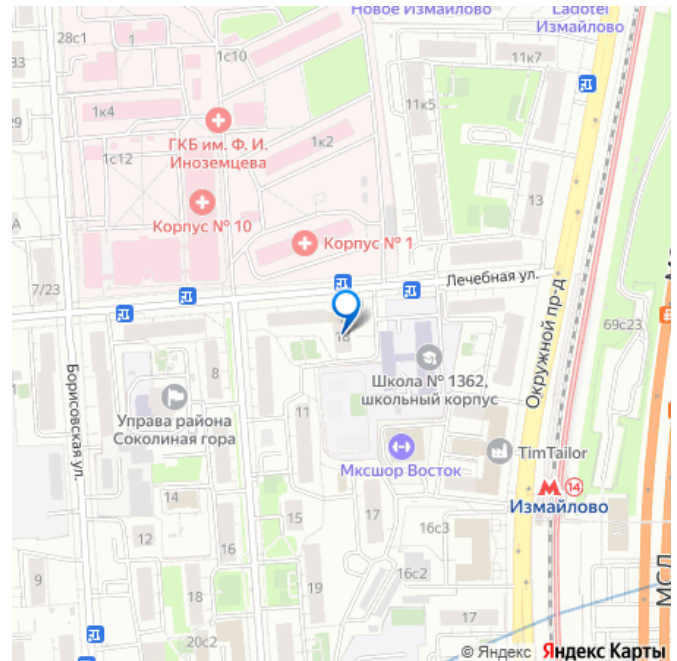 Новое Измайлово
Ladotel
Измайлово
28с1
1
33
1с10
11к7
11к5
1к4
29
ГКБ им. Ф. И.
Иноземцева
1к2
1с12
Корпус № 10
13
Корпус № 1
7/23
Лечебная ул.
69с23
18
Окружной пр-д
Школа № 1362,
школьный корпус
8
Борисовская ул.
Управа района
Соколиная гора
11
TimTailor
Мксшор Восток
14
14
Измайлово
15
17
16с3
12
16
МСД
9
19
16с2
18
17
20с2
© Яндекс Яндекс Карты